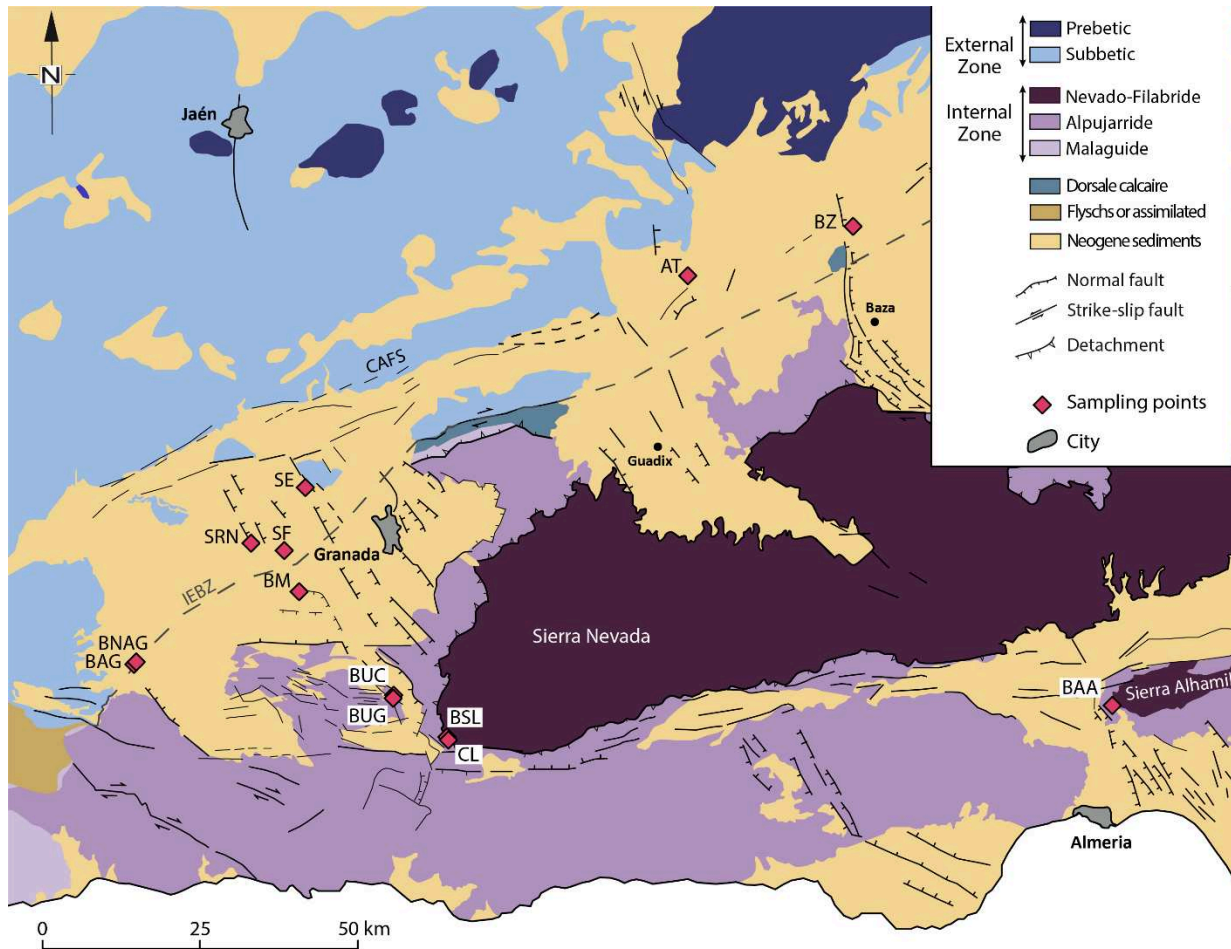 N
Jaén
CAFS
SE
SRN
SF
Granada
BM
IEBZ
BNAG
BAG
BUC
BUG
BSL
CL
AT
BZ
Baza
Guadix
Sierra Nevada
BAA
Sierra Alhamil
Almeria
0 25 50 km
External
Zone
Prebetic
Subbetic
Internal
Zone
Nevado-Filabride
Alpujarride
Malaguide
Dorsale calcaire
Flyschs or assimilated
Neogene sediments
Normal fault
Strike-slip fault
Detachment
Sampling points
City